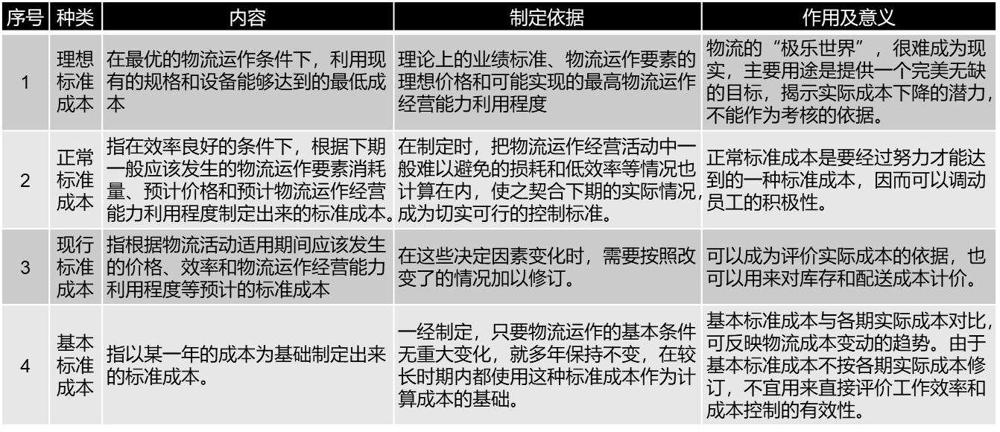 序号 种类 内容 制定依据 作用及意义
1
理想
标准
成本
在最优的物流运作条件下，利用现
有的规格和设备能够达到的最低成
本
理论上的业绩标准、物流运作要素的
理想价格和可能实现的最高物流运作
经营能力利用程度
物流的“极乐世界”，很难成为现
实，主要用途是提供一个完美无缺
的目标，揭示实际成本下降的潜力，
不能作为考核的依据。
2
正常
标准
成本
指在效率良好的条件下，根据下期
一般应该发生的物流运作要素消耗
量、预计价格和预计物流运作经营
能力利用程度制定出来的标准成本。
在制定时，把物流运作经营活动中一
般难以避免的损耗和低效率等情况也
计算在内，使之契合下期的实际情况，
成为切实可行的控制标准。
正常标准成本是要经过努力才能达
到的一种标准成本，因而可以调动
员工的积极性。
3
现行
标准
成本
指根据物流活动适用期间应该发生
的价格、效率和物流运作经营能力
利用程度等预计的标准成本
在这些决定因素变化时，需要按照改
变了的情况加以修订。
可以成为评价实际成本的依据，也
可以用来对库存和配送成本计价。
4
基本
标准
成本
指以某一年的成本为基础制定出来
的标准成本。
一经制定，只要物流运作的基本条件
无重大变化，就多年保持不变，在较
长时期内都使用这种标准成本作为计
算成本的基础。
基本标准成本与各期实际成本对比，
可反映物流成本变动的趋势。由于
基本标准成本不按各期实际成本修
订，不宜用来直接评价工作效率和
成本控制的有效性。